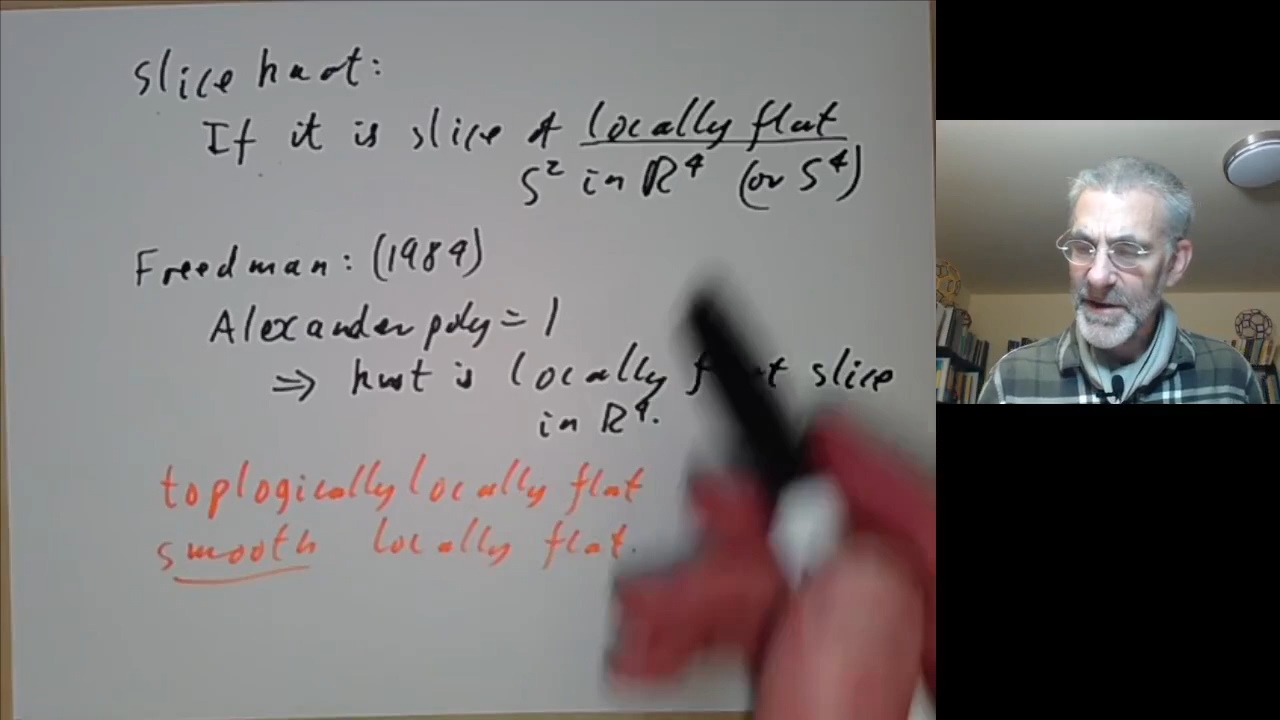 slice knot:
If it is slice of locally flat
S² in R⁴ (or S⁴)
Freedman: (1984)
Alexander poly = 1
⇒ knot is locally flat slice
in R⁴.
toplogically locally flat
smooth locally flat.